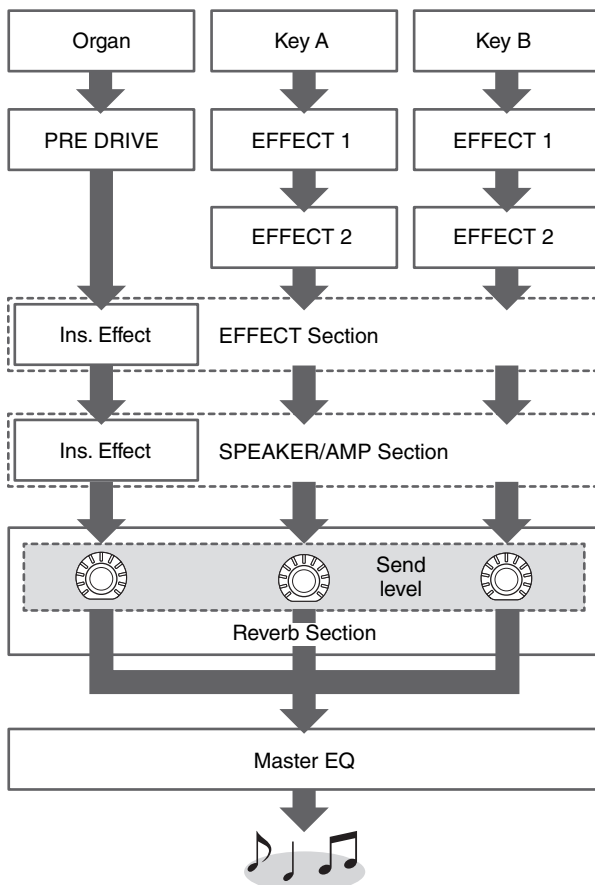 Organ
Key A
Key B
PRE DRIVE
EFFECT 1
EFFECT 1
EFFECT 2
EFFECT 2
Ins. Effect
EFFECT Section
Ins. Effect
SPEAKER/AMP Section
Send
level
Reverb Section
Master EQ